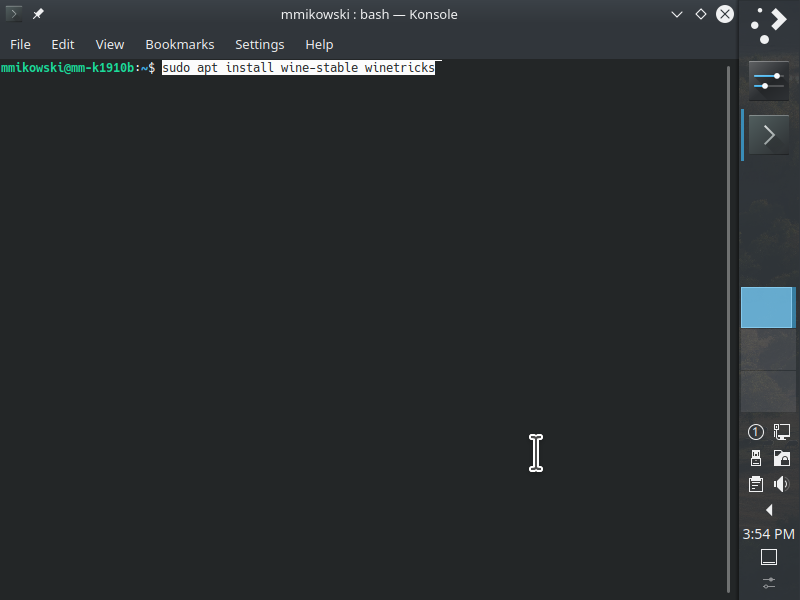 mmikowski : bash — Konsole
File Edit View Bookmarks Settings Help
mmikowski@mm-k1910b:~$ sudo apt install wine-stable winetricks
1
3:54 PM